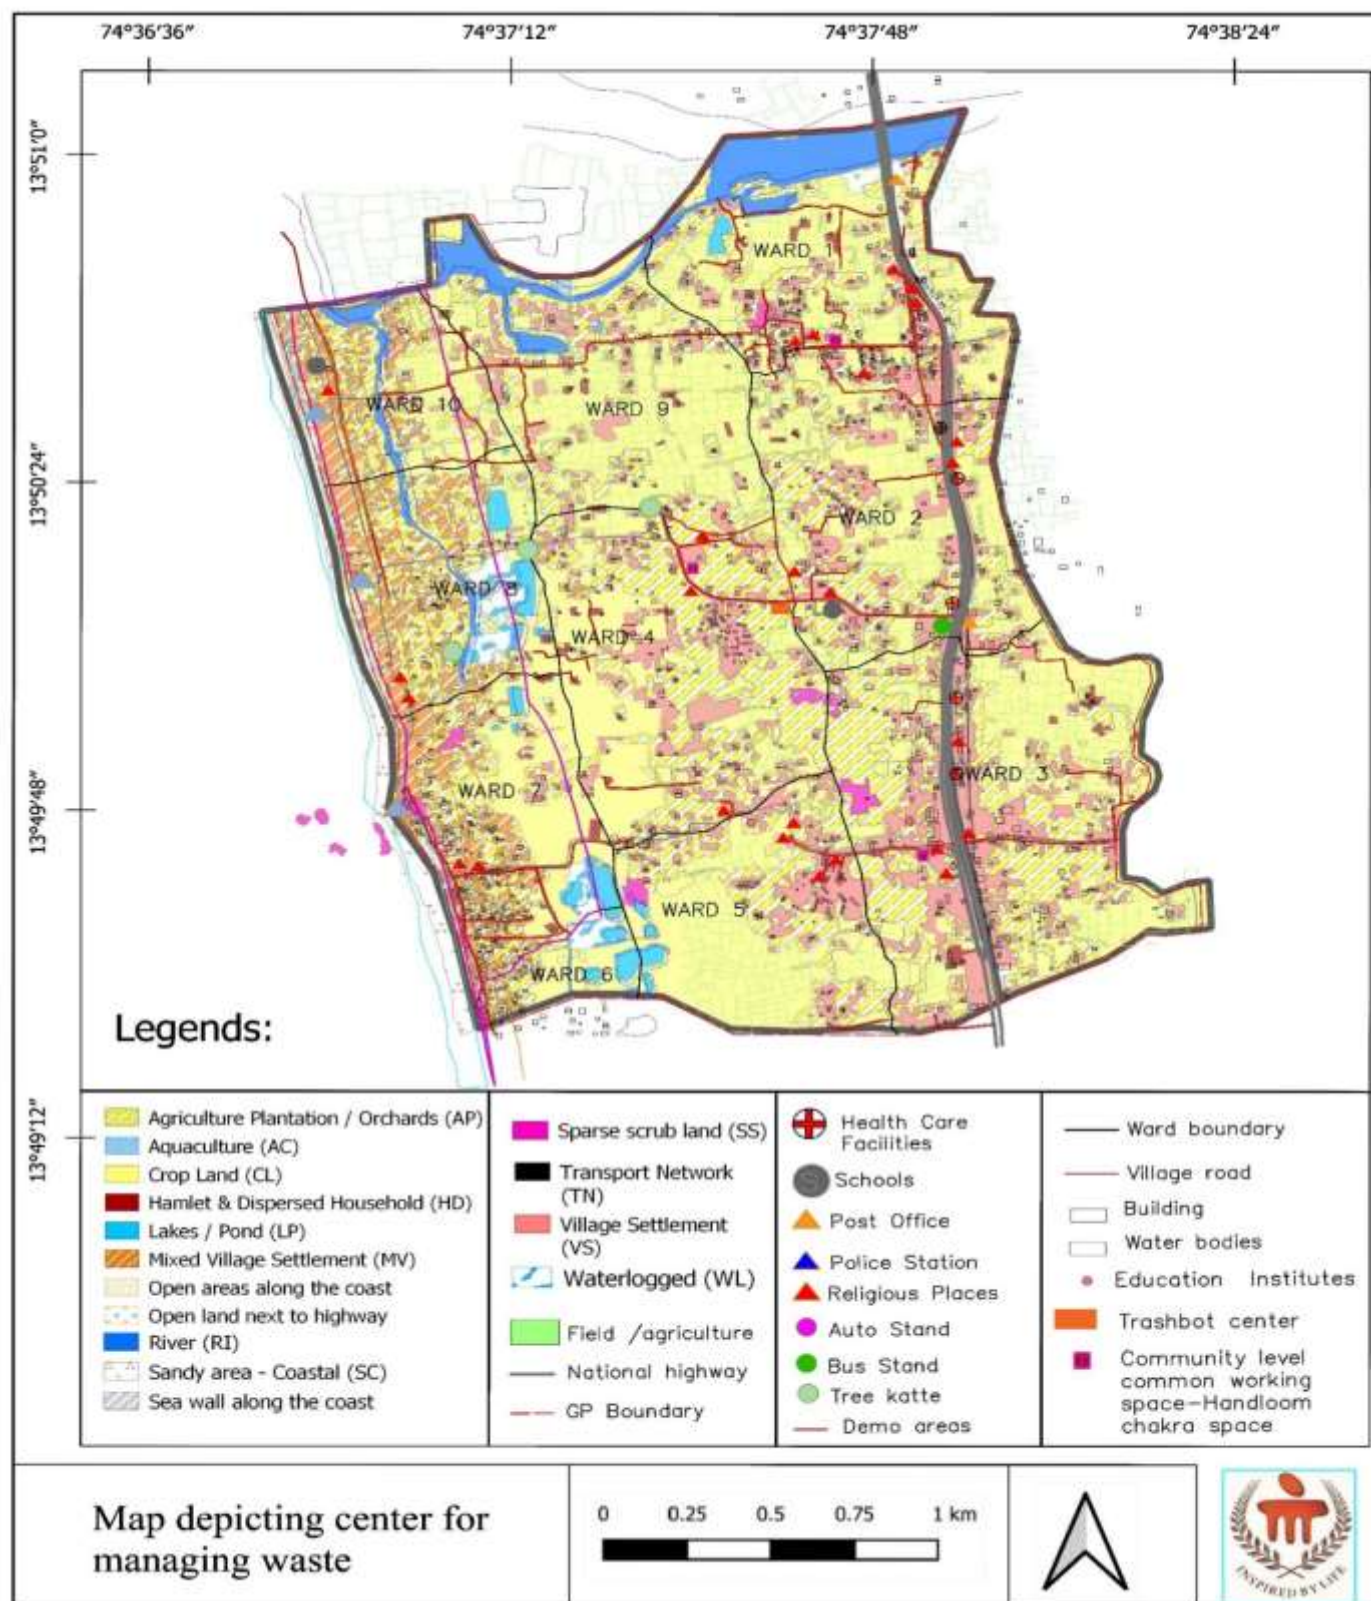 74°36'36" 74°37'12" 74°37'48" 74°38'24"
13°51'0"
13°50'24"
13°49'48"
13°49'12"
WARD 1
WARD 10
WARD 9
WARD 2
WARD 8
WARD 4
WARD 3
WARD 7
WARD 5
WARD 6
Legends:
Agriculture Plantation / Orchards (AP)
Aquaculture (AC)
Crop Land (CL)
Hamlet & Dispersed Household (HD)
Lakes / Pond (LP)
Mixed Village Settlement (MV)
Open areas along the coast
Open land next to highway
River (RI)
Sandy area - Coastal (SC)
Sea wall along the coast
Sparse scrub land (SS)
Transport Network
(TN)
Village Settlement
(VS)
Waterlogged (WL)
Field /agriculture
National highway
GP Boundary
Health Care
Facilities
S
Schools
Post Office
Police Station
Religious Places
Auto Stand
Bus Stand
Tree katte
Demo areas
Ward boundary
Village road
Building
Water bodies
Education Institutes
Trashbot center
Community level
common working
space-Handloom
chakra space
Map depicting center for
managing waste
0 0.25 0.5 0.75 1 km
INSPIRED BY LIFE